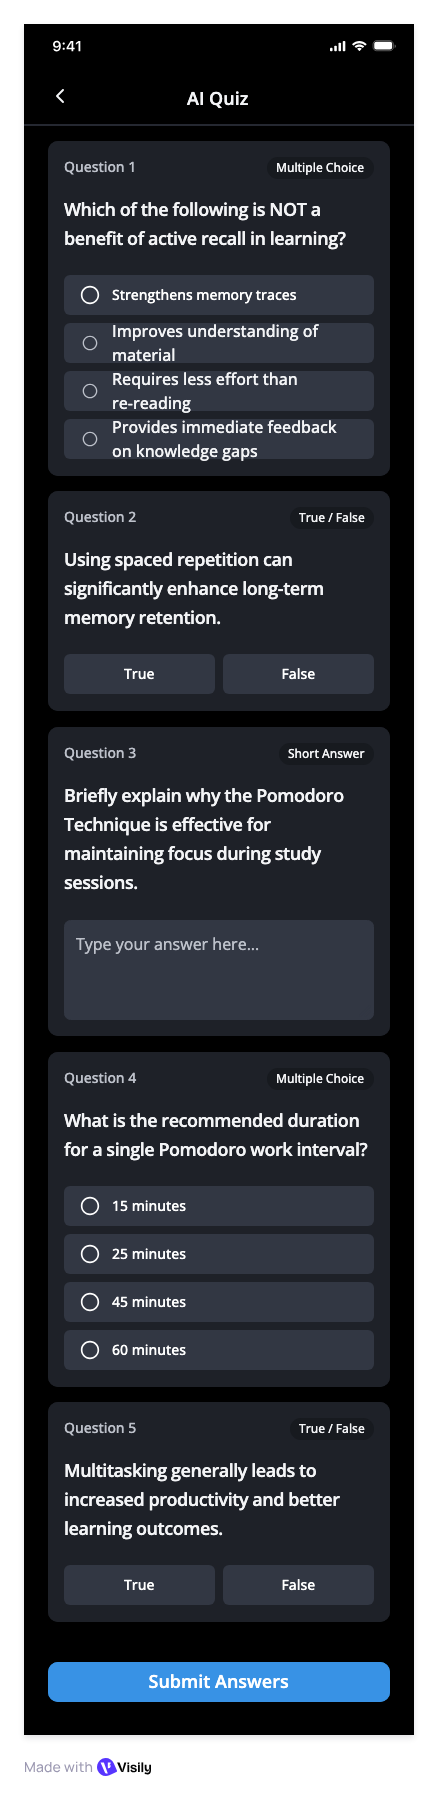 9:41
AI Quiz
Question 1
Multiple Choice
Which of the following is NOT a
benefit of active recall in learning?
Strengthens memory traces
Improves understanding of
material
Requires less effort than
re-reading
Provides immediate feedback
on knowledge gaps
Question 2
True / False
Using spaced repetition can
significantly enhance long-term
memory retention.
True
False
Question 3
Short Answer
Briefly explain why the Pomodoro
Technique is effective for
maintaining focus during study
sessions.
Type your answer here...
Question 4
Multiple Choice
What is the recommended duration
for a single Pomodoro work interval?
15 minutes
25 minutes
45 minutes
60 minutes
Question 5
True / False
Multitasking generally leads to
increased productivity and better
learning outcomes.
True
False
Submit Answers
Made with Visily